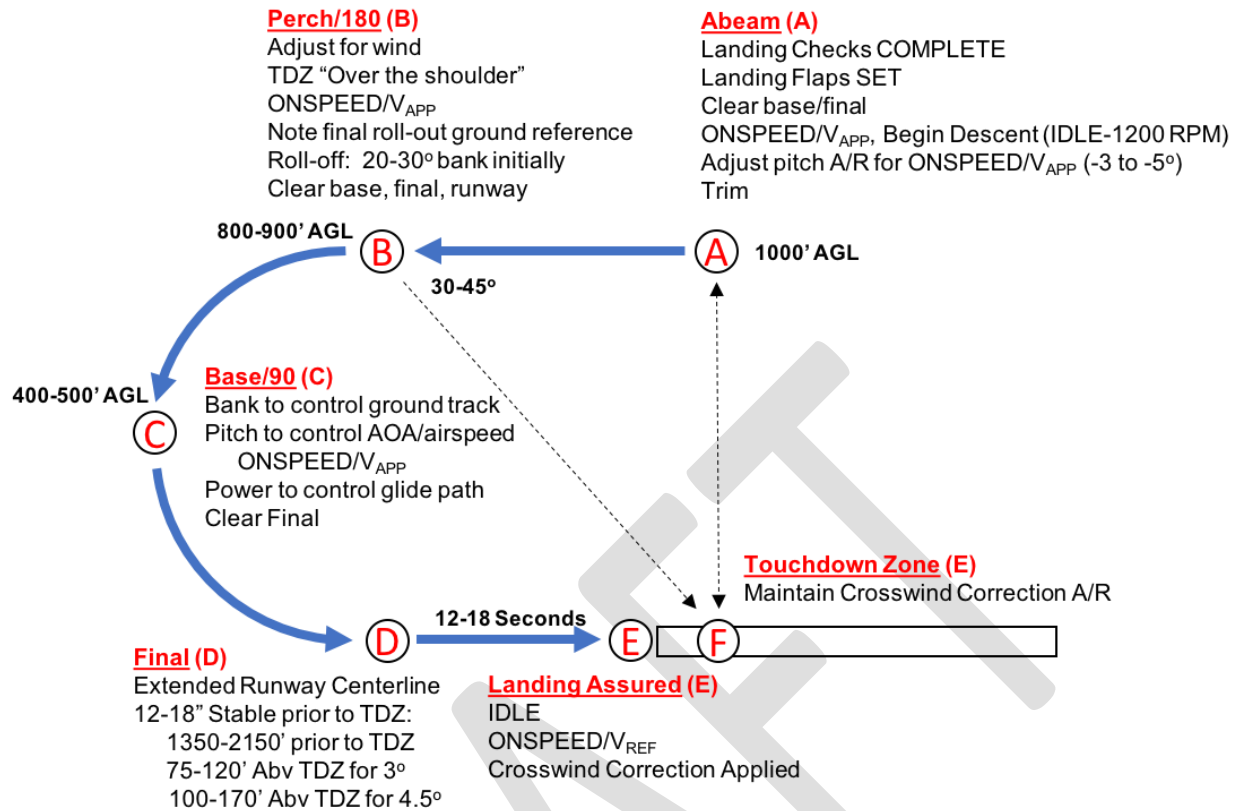 Perch/180 (B)
Adjust for wind
TDZ “Over the shoulder”
ONSPEED/VAPP
Note final roll-out ground reference
Roll-off: 20-30o bank initially
Clear base, final, runway
Abeam (A)
Landing Checks COMPLETE
Landing Flaps SET
Clear base/final
ONSPEED/VAPP, Begin Descent (IDLE-1200 RPM)
Adjust pitch A/R for ONSPEED/VAPP (-3 to -5o)
Trim
800-900’ AGL
B
30-45o
A
1000’ AGL
400-500’ AGL
C
Base/90 (C)
Bank to control ground track
Pitch to control AOA/airspeed
ONSPEED/VAPP
Power to control glide path
Clear Final
Touchdown Zone (E)
Maintain Crosswind Correction A/R
D
12-18 Seconds
E
F
Final (D)
Extended Runway Centerline
12-18” Stable prior to TDZ:
1350-2150’ prior to TDZ
75-120’ Abv TDZ for 3o
100-170’ Abv TDZ for 4.5o
Landing Assured (E)
IDLE
ONSPEED/VREF
Crosswind Correction Applied